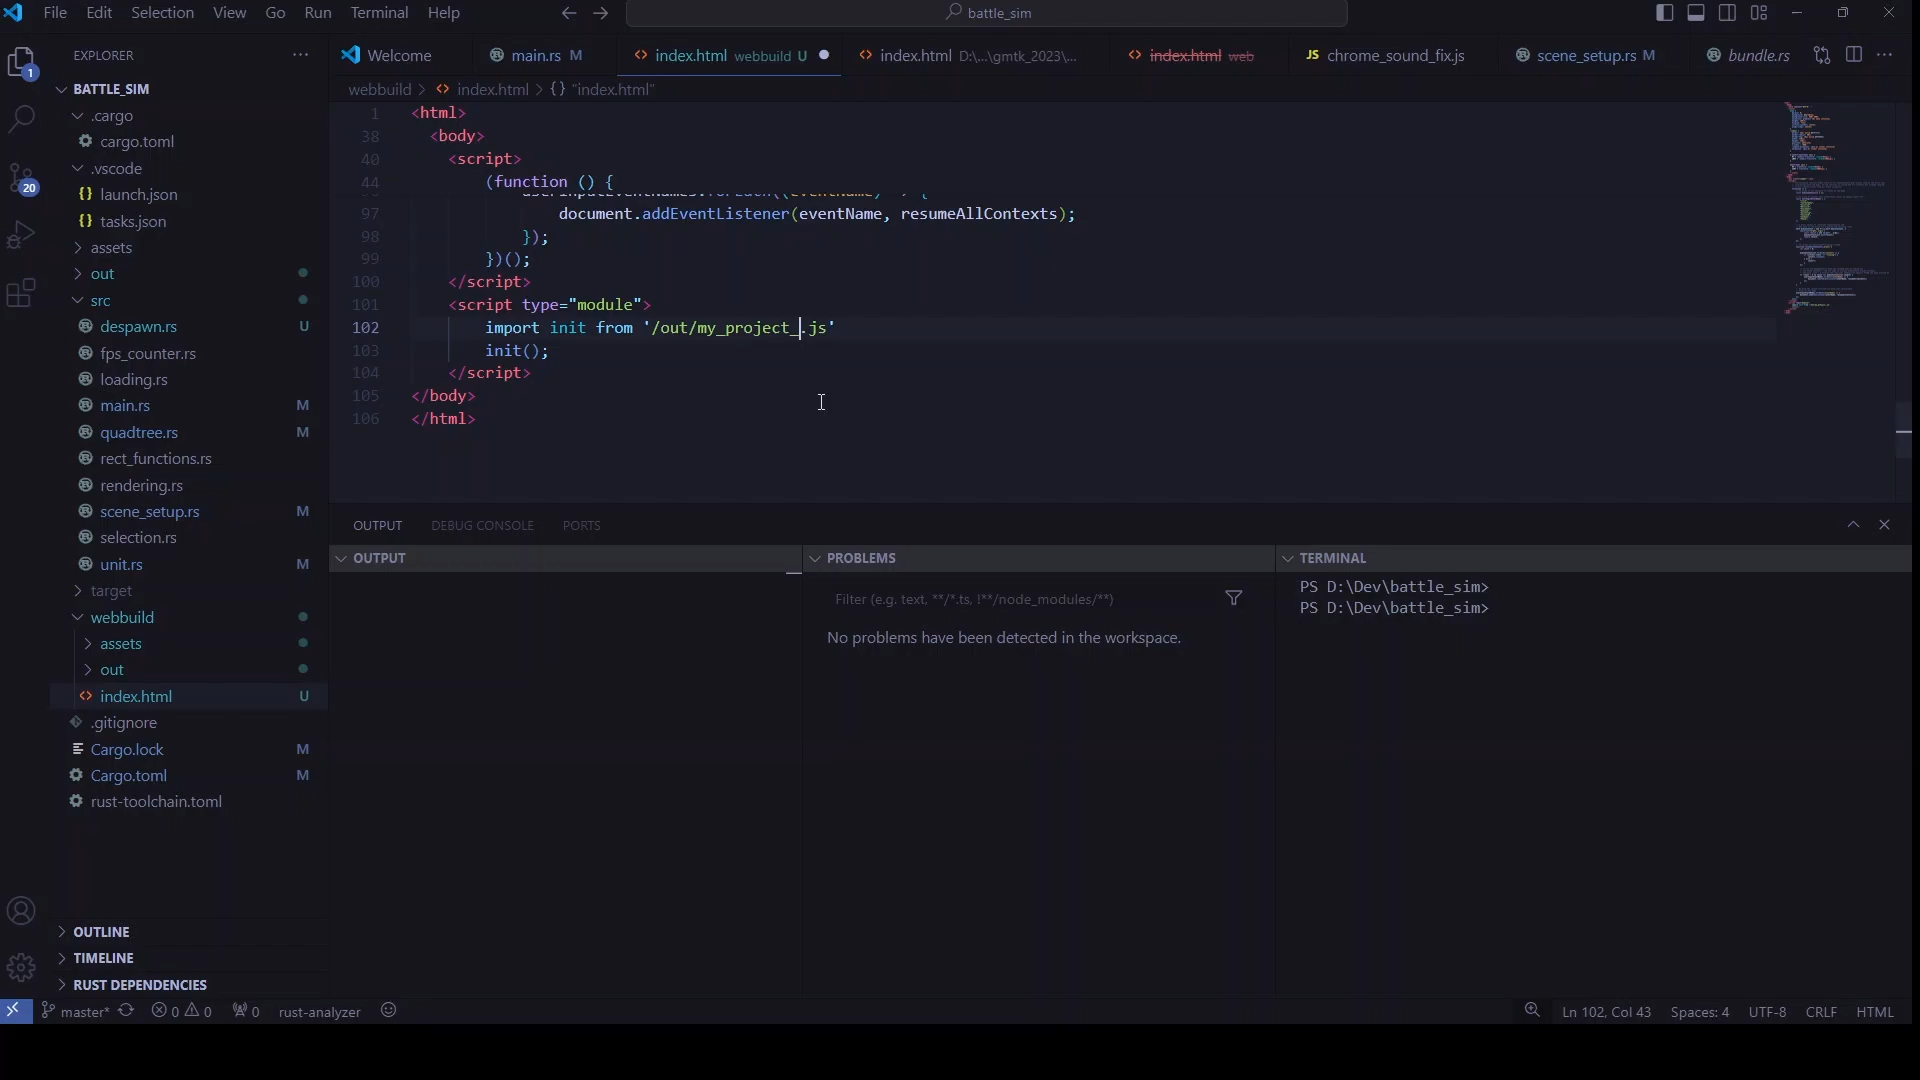 File Edit Selection View Go Run Terminal Help
battle_sim
EXPLORER
1
Welcome
main.rs M
index.html webbuild U
index.html D:\...\gmtk_2023\...
index.html web
JS chrome_sound_fix.js
scene_setup.rs M
bundle.rs
webbuild > index.html > {} "index.html"
BATTLE_SIM
.cargo
cargo.toml
.vscode
launch.json
tasks.json
assets
out
src
despawn.rs U
fps_counter.rs
loading.rs
main.rs M
quadtree.rs M
rect_functions.rs
rendering.rs
scene_setup.rs M
selection.rs
unit.rs M
target
webbuild
assets
out
index.html U
.gitignore
Cargo.lock M
Cargo.toml M
rust-toolchain.toml
OUTLINE
TIMELINE
RUST DEPENDENCIES
20
1 <html>
38 <body>
40 <script>
44 (function () {
97 document.addEventListener(eventName, resumeAllContexts);
98 });
99 })();
100 </script>
101 <script type="module">
102 import init from '/out/my_project_.js'
103 init();
104 </script>
105 </body>
106 </html>
OUTPUT DEBUG CONSOLE PORTS
OUTPUT
PROBLEMS
Filter (e.g. text, **/*.ts, !**/node_modules/**)
No problems have been detected in the workspace.
TERMINAL
PS D:\Dev\battle_sim>
PS D:\Dev\battle_sim>
master* 0 0 0 rust-analyzer
Ln 102, Col 43 Spaces: 4 UTF-8 CRLF HTML